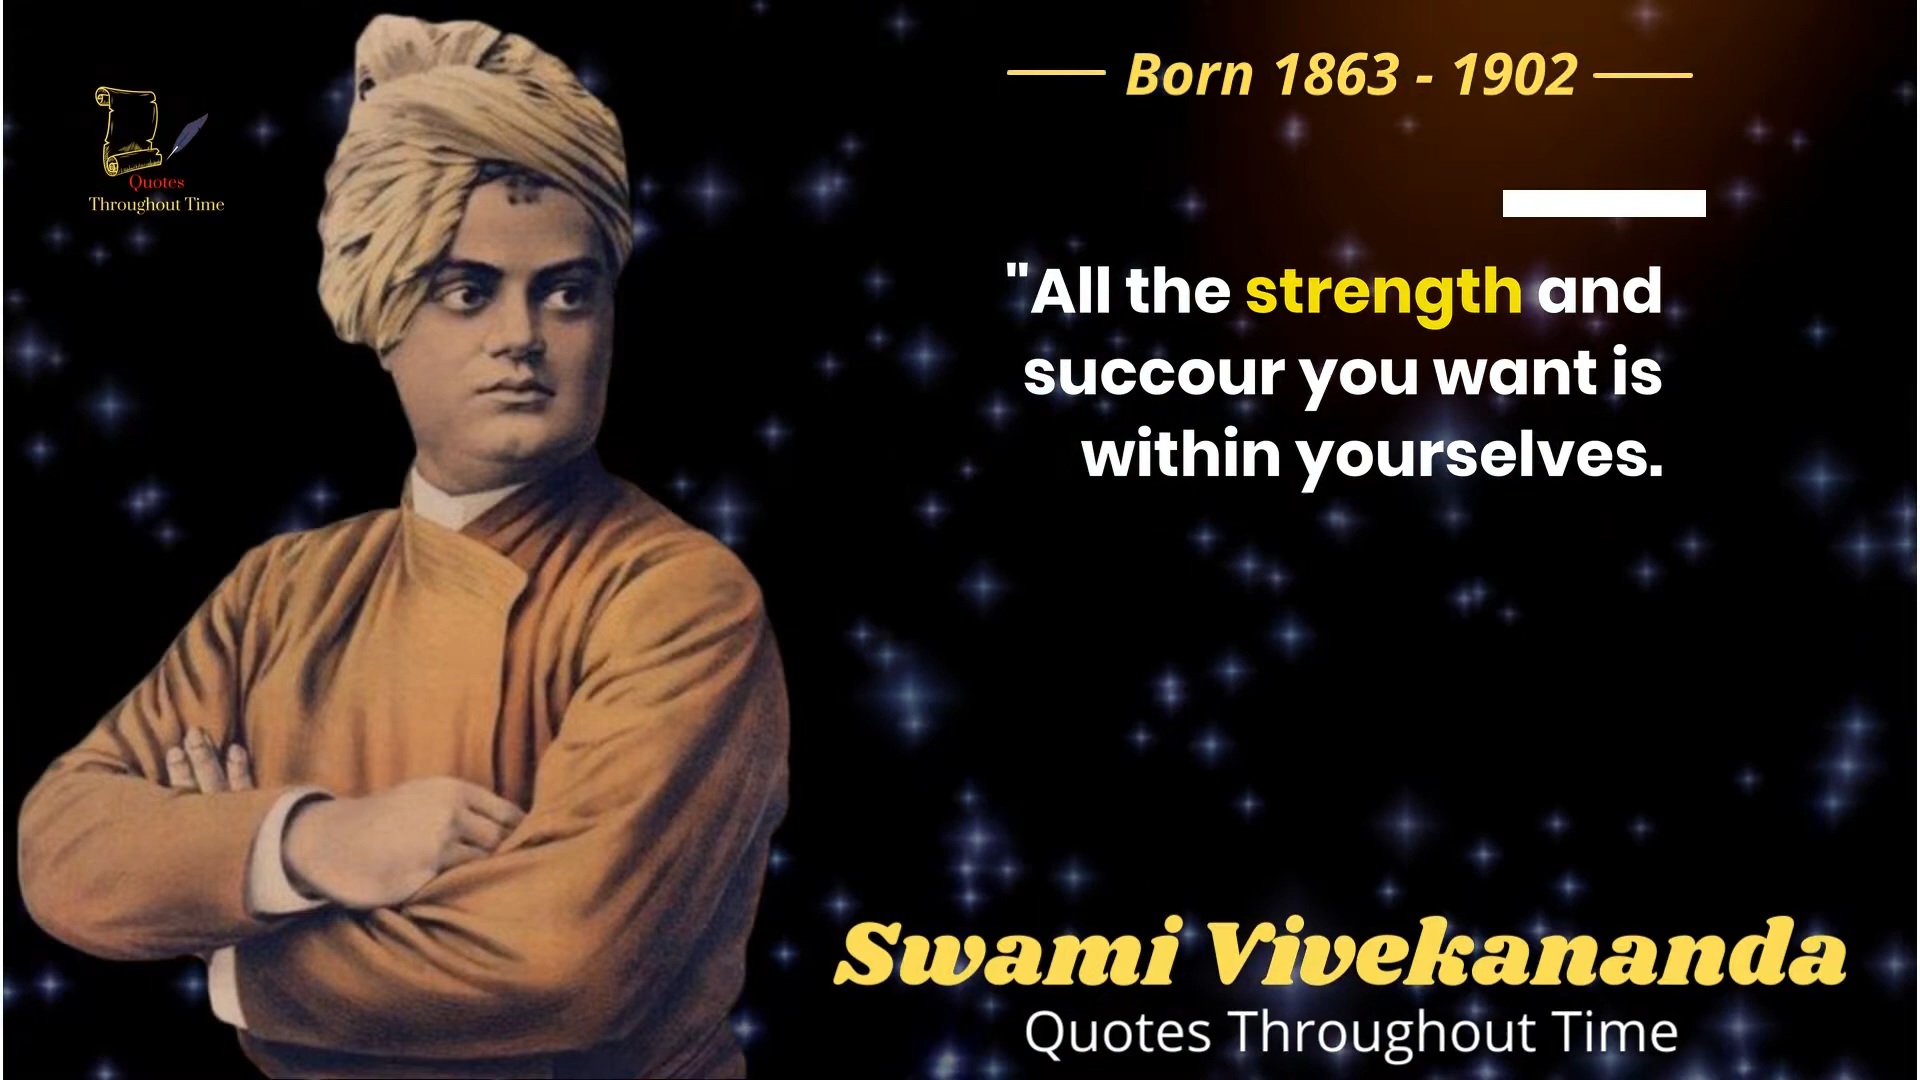 Quotes
Throughout Time
Born 1863 - 1902
"All the strength and
succour you want is
within yourselves.
Swami Vivekananda
Quotes Throughout Time